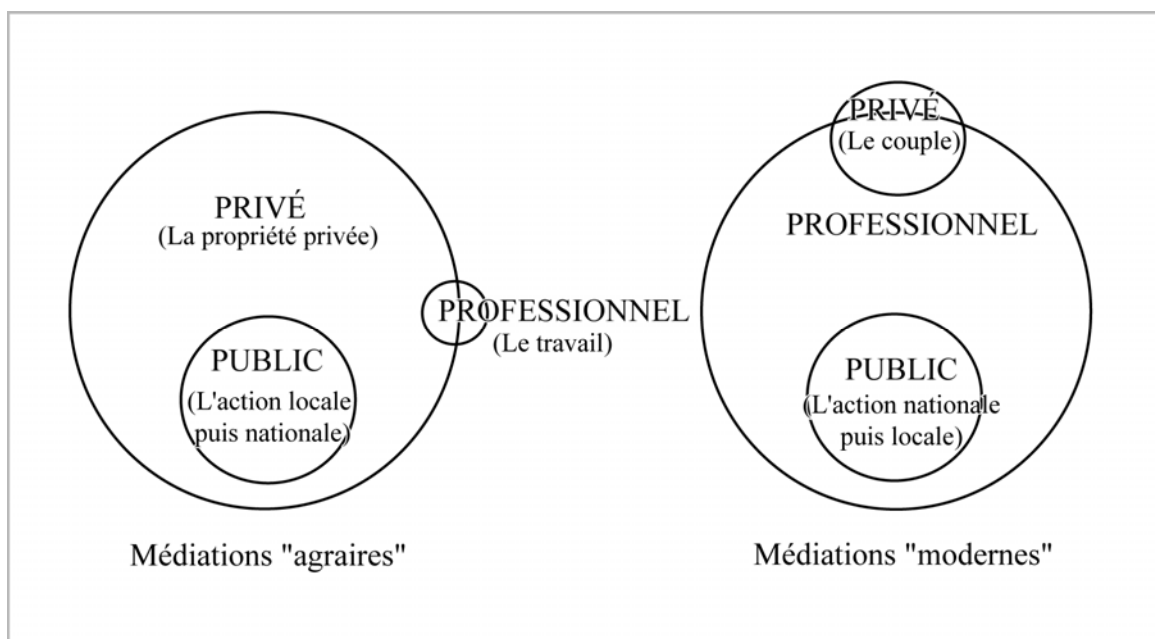 PRIVÉ
(La propriété privée)
PROFESSIONNEL
(Le travail)
PUBLIC
(L'action locale
puis nationale)
Médiations "agraires"
PRIVÉ
(Le couple)
PROFESSIONNEL
PUBLIC
(L'action nationale
puis locale)
Médiations "modernes"